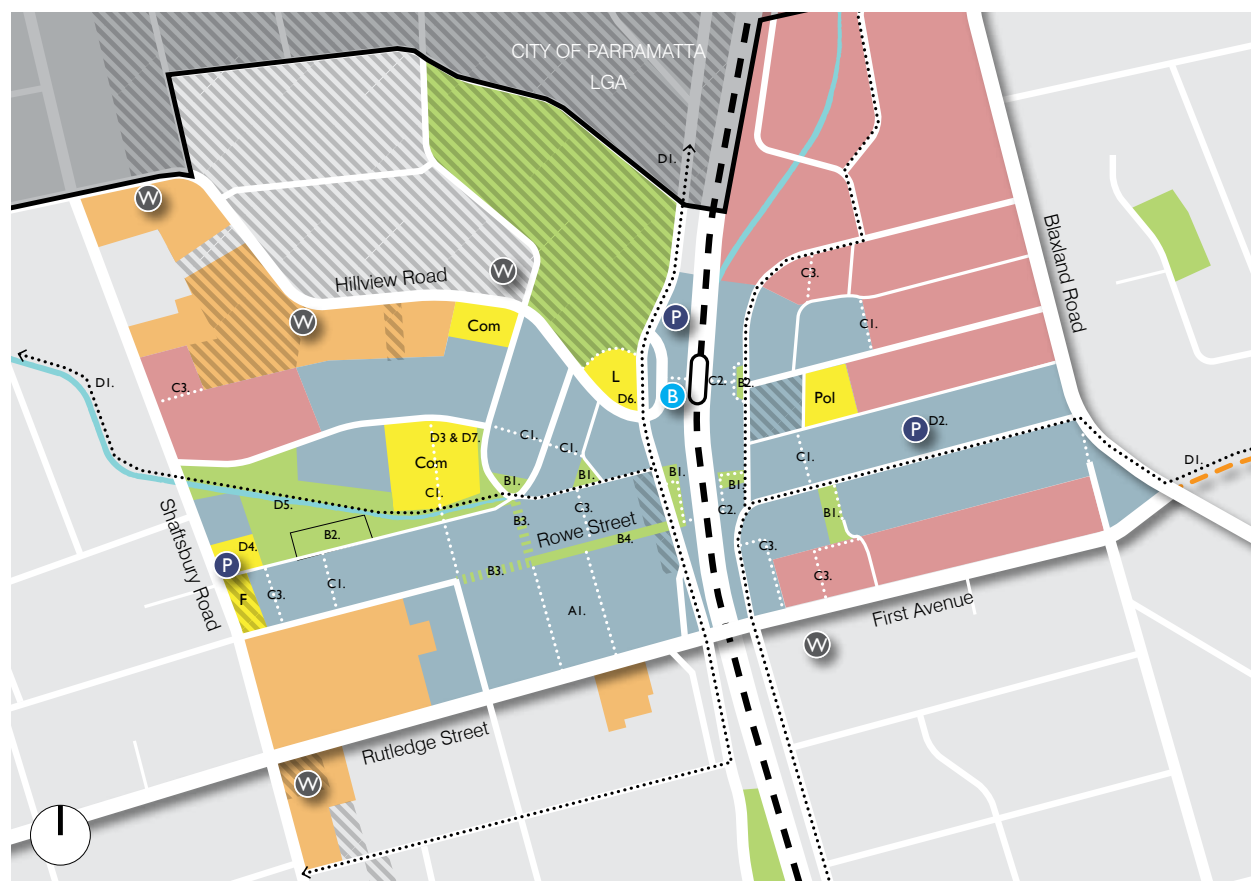 CITY OF PARRAMATTA
LGA
D1.
W
Hillview Road
W
W
Com
P
C3.
Blaxland Road
C1.
D1.
C3.
L
D6.
B
C2.
B2.
Pol
P
D2.
D3 & D7.
Com
C1.
C1.
C1.
B1.
B1.
B1.
B1.
C1.
D1.
D5.
B2.
B3.
C3.
Rowe Street
B4.
C2.
B1.
Shaftsbury Road
D4.
P
F
C3.
C1.
B3.
A1.
C3.
C3.
First Avenue
W
Rutledge Street
W